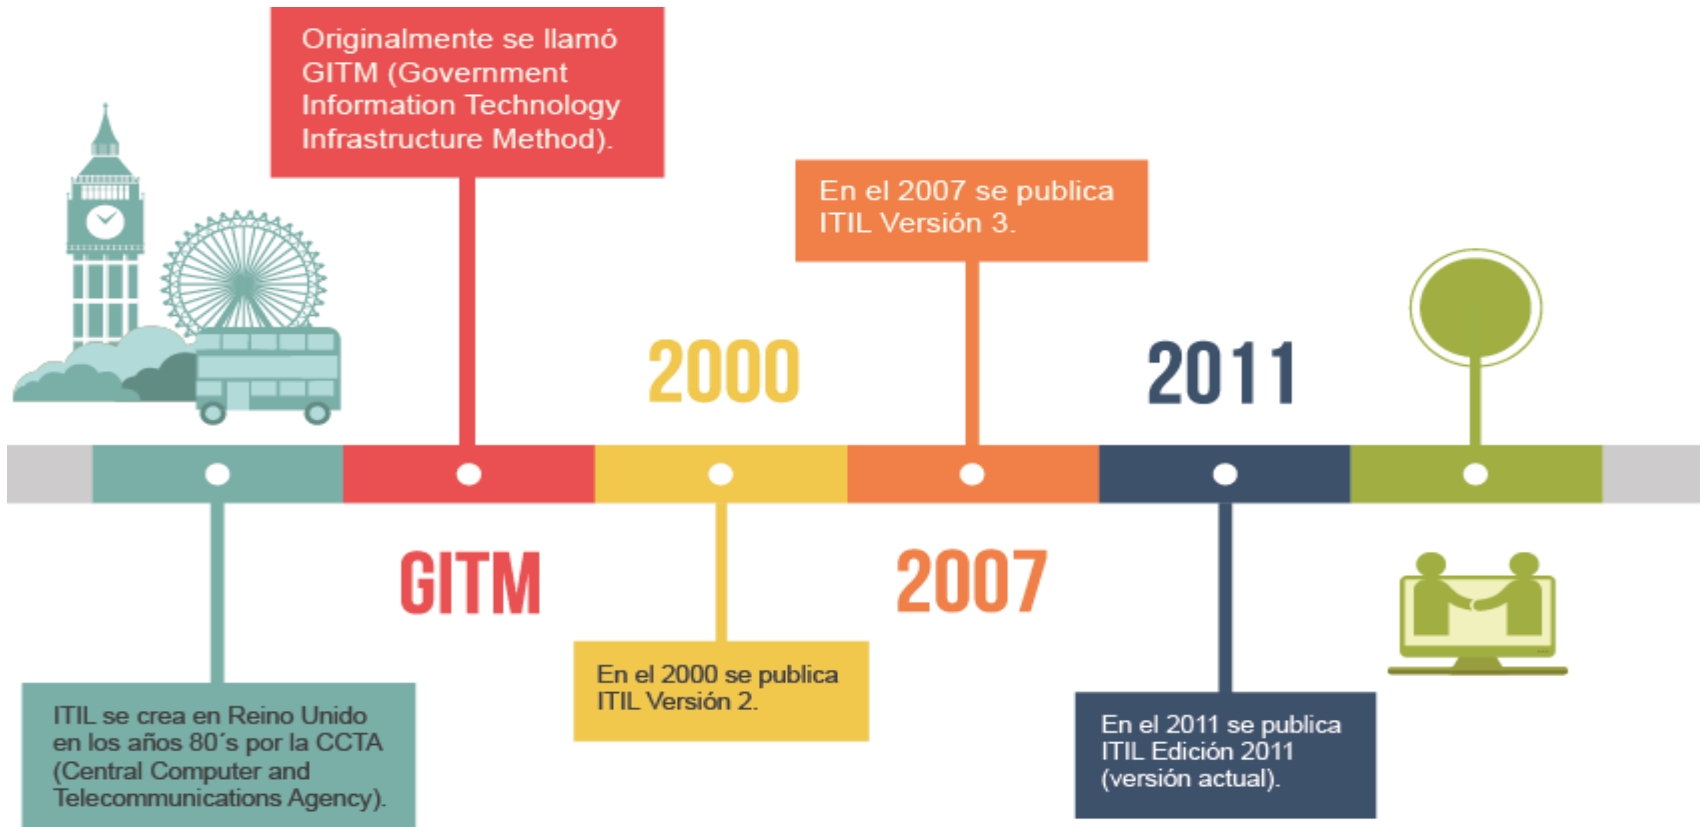 Originalmente se llamó
GITM (Government
Information Technology
Infrastructure Method).
En el 2007 se publica
ITIL Versión 3.
2000
2011
GITM
2007
En el 2000 se publica
ITIL Versión 2.
ITIL se crea en Reino Unido
en los años 80´s por la CCTA
(Central Computer and
Telecommunications Agency).
En el 2011 se publica
ITIL Edición 2011
(versión actual).